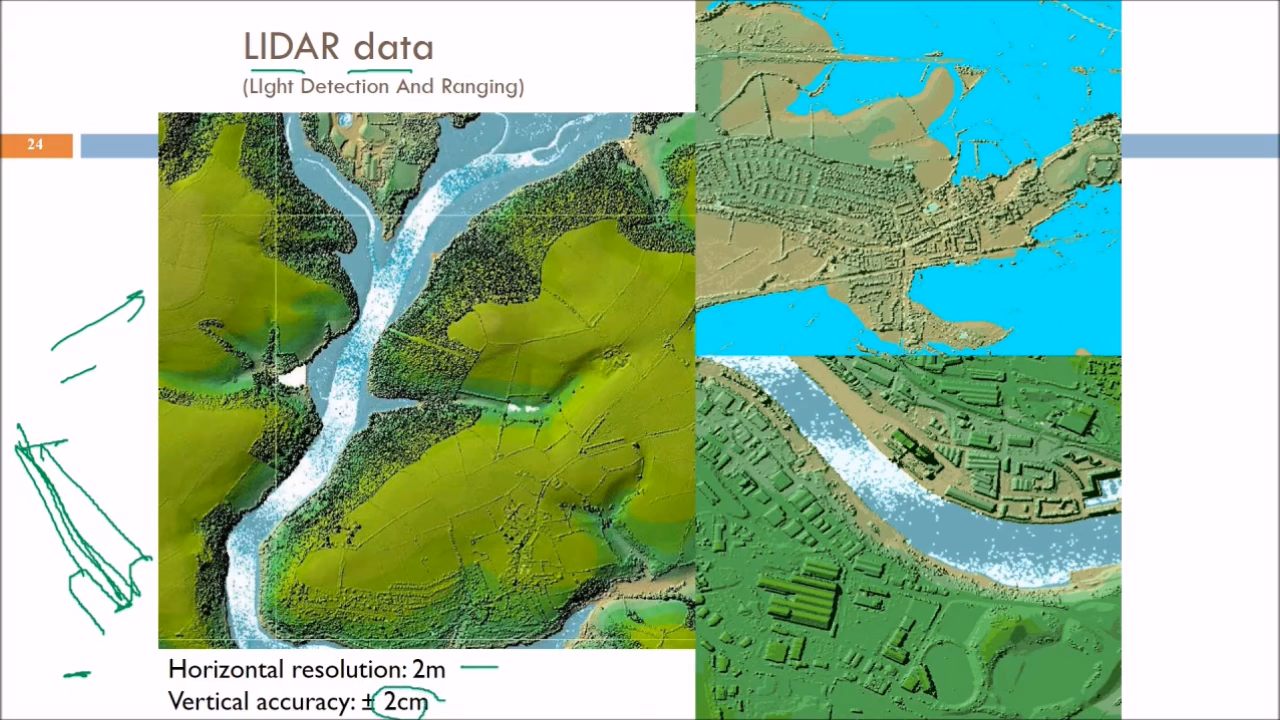 LIDAR data
(LIght Detection And Ranging)
24
Horizontal resolution: 2m
Vertical accuracy: ± 2cm